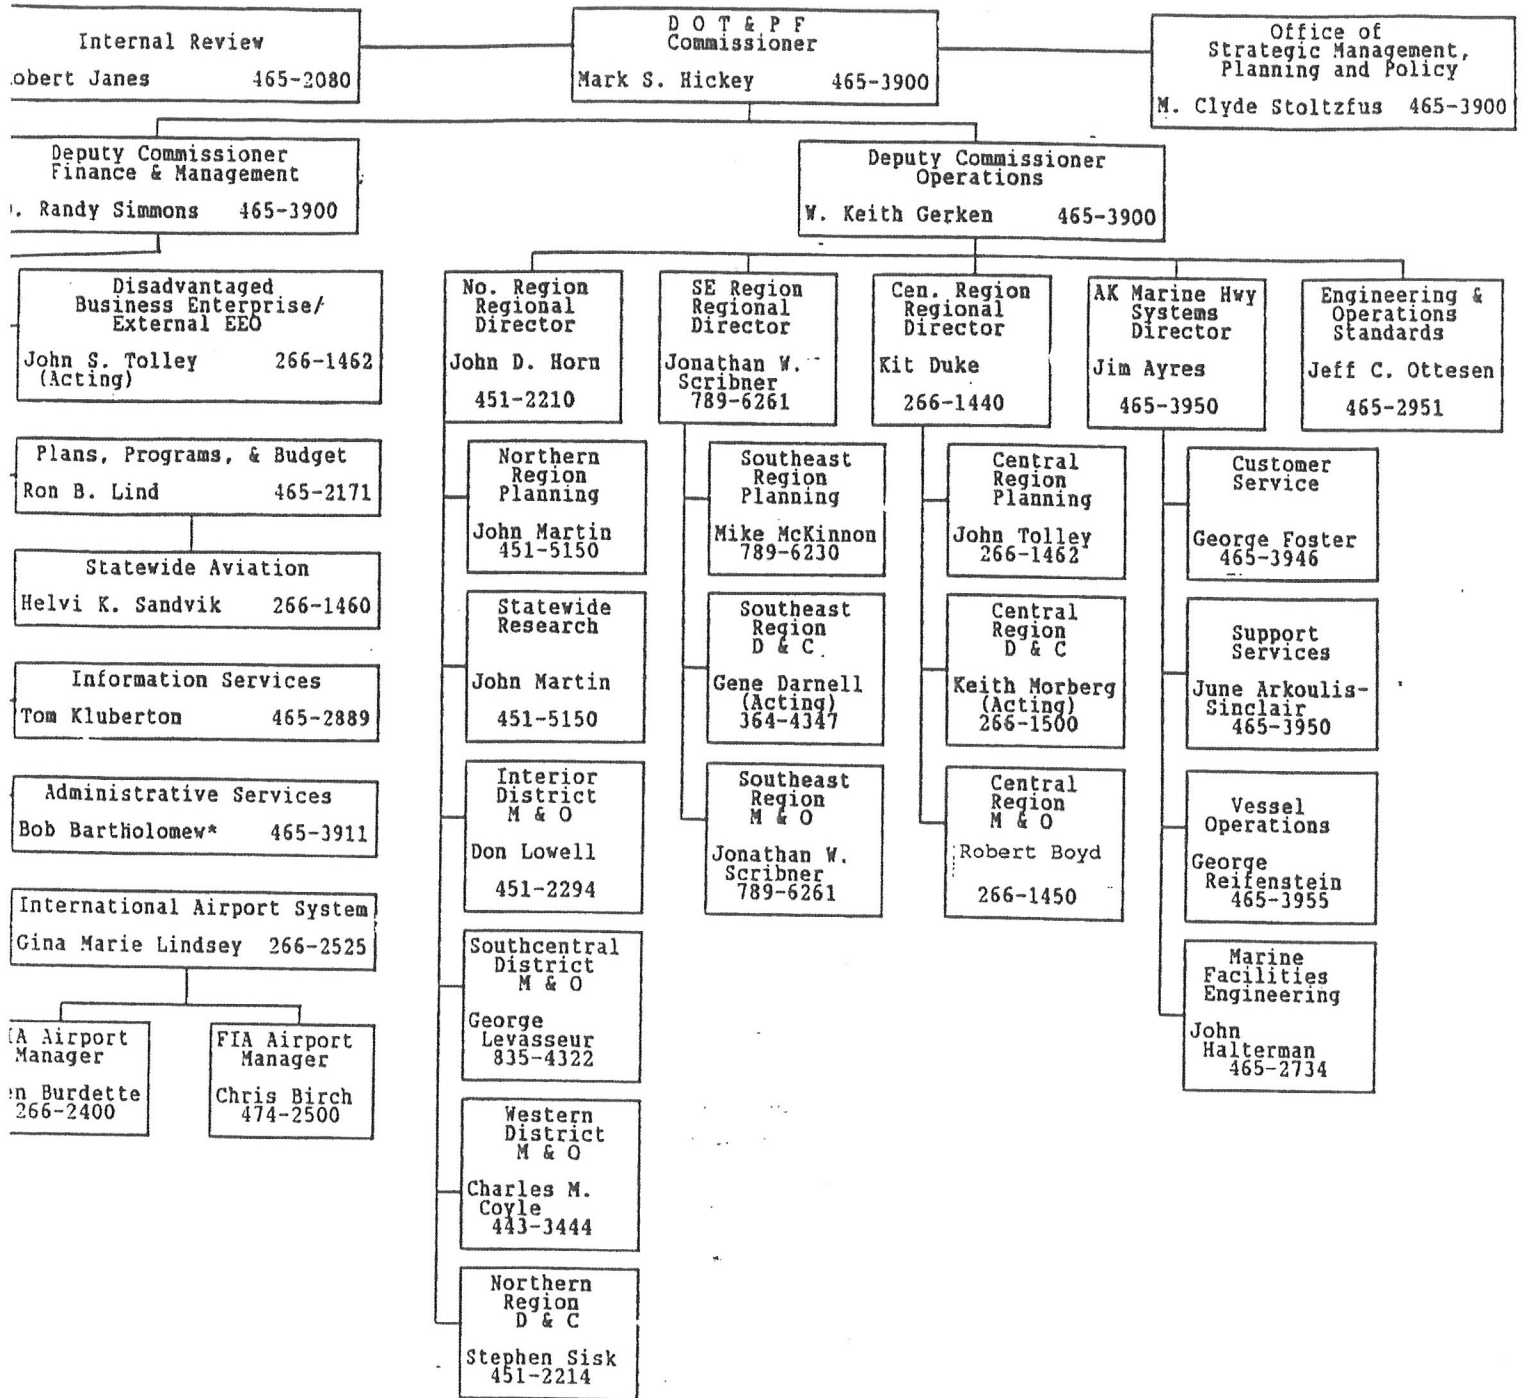 Internal Review
Janes 465-2080
D O T & P F
Commissioner
Mark S. Hickey 465-3900
Office of
Strategic Management,
Planning and Policy
M. Clyde Stoltzfus 465-3900
Deputy Commissioner
Finance & Management
Randy Simmons 465-3900
Deputy Commissioner
Operations
W. Keith Gerken 465-3900
Disadvantaged
Business Enterprise/
External EEO
John S. Tolley 266-1462
(Acting)
Plans, Programs, & Budget
Ron B. Lind 465-2171
Statewide Aviation
Helvi K. Sandvik 266-1460
Information Services
Tom Kluberton 465-2889
Administrative Services
Bob Bartholomew* 465-3911
International Airport System
Gina Marie Lindsey 266-2525
Airport
Manager
Burdette
266-2400
FIA Airport
Manager
Chris Birch
474-2500
No. Region
Regional
Director
John D. Horn
451-2210
Northern
Region
Planning
John Martin
451-5150
Statewide
Research
John Martin
451-5150
Interior
District
M & O
Don Lowell
451-2294
Southcentral
District
M & O
George
Levasseur
835-4322
Western
District
M & O
Charles M.
Coyle
443-3444
Northern
Region
D & C
Stephen Sisk
451-2214
SE Region
Regional
Director
Jonathan W.
Scribner
789-6261
Southeast
Region
Planning
Mike McKinnon
789-6230
Southeast
Region
D & C
Gene Darnell
(Acting)
364-4347
Southeast
Region
M & O
Jonathan W.
Scribner
789-6261
Cen. Region
Regional
Director
Kit Duke
266-1440
Central
Region
Planning
John Tolley
266-1462
Central
Region
D & C
Keith Morberg
(Acting)
266-1500
Central
Region
M & O
Robert Boyd
266-1450
AK Marine Hwy
Systems
Director
Jim Ayres
465-3950
Customer
Service
George Foster
465-3946
Support
Services
June Arkoulis-
Sinclair
465-3950
Vessel
Operations
George
Reifenstein
465-3955
Marine
Facilities
Engineering
John
Halterman
465-2734
Engineering &
Operations
Standards
Jeff C. Ottesen
465-2951